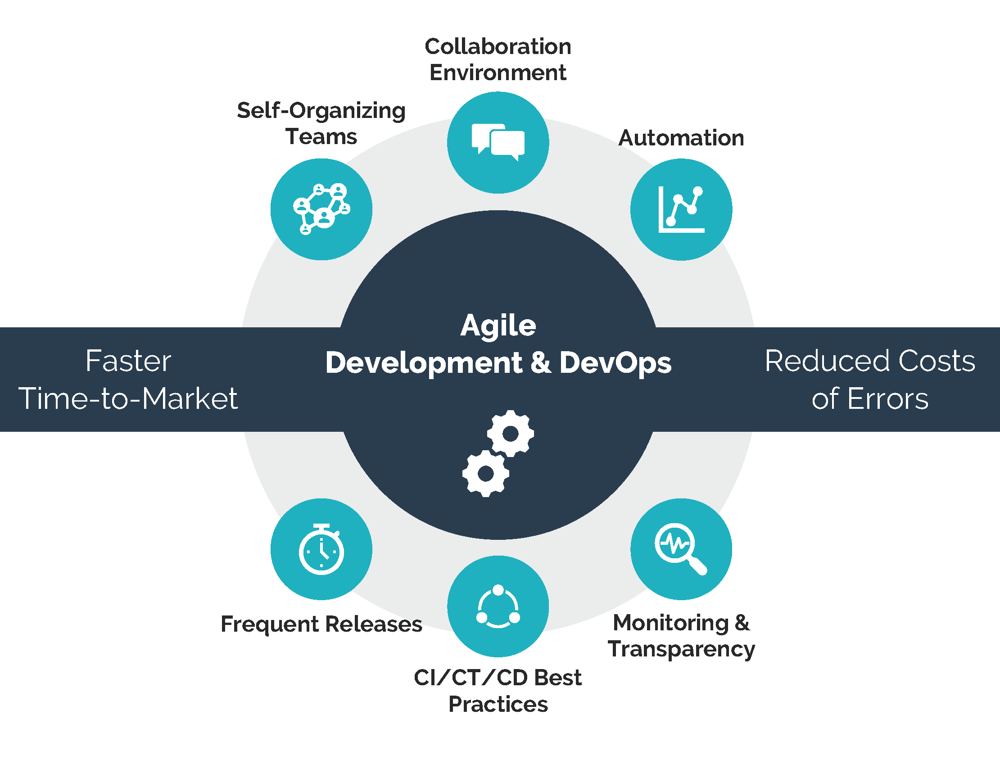 Collaboration
Environment
Self-Organizing
Teams
Automation
Agile
Development & DevOps
Faster
Time-to-Market
Reduced Costs
of Errors
Frequent Releases
CI/CT/CD Best
Practices
Monitoring &
Transparency